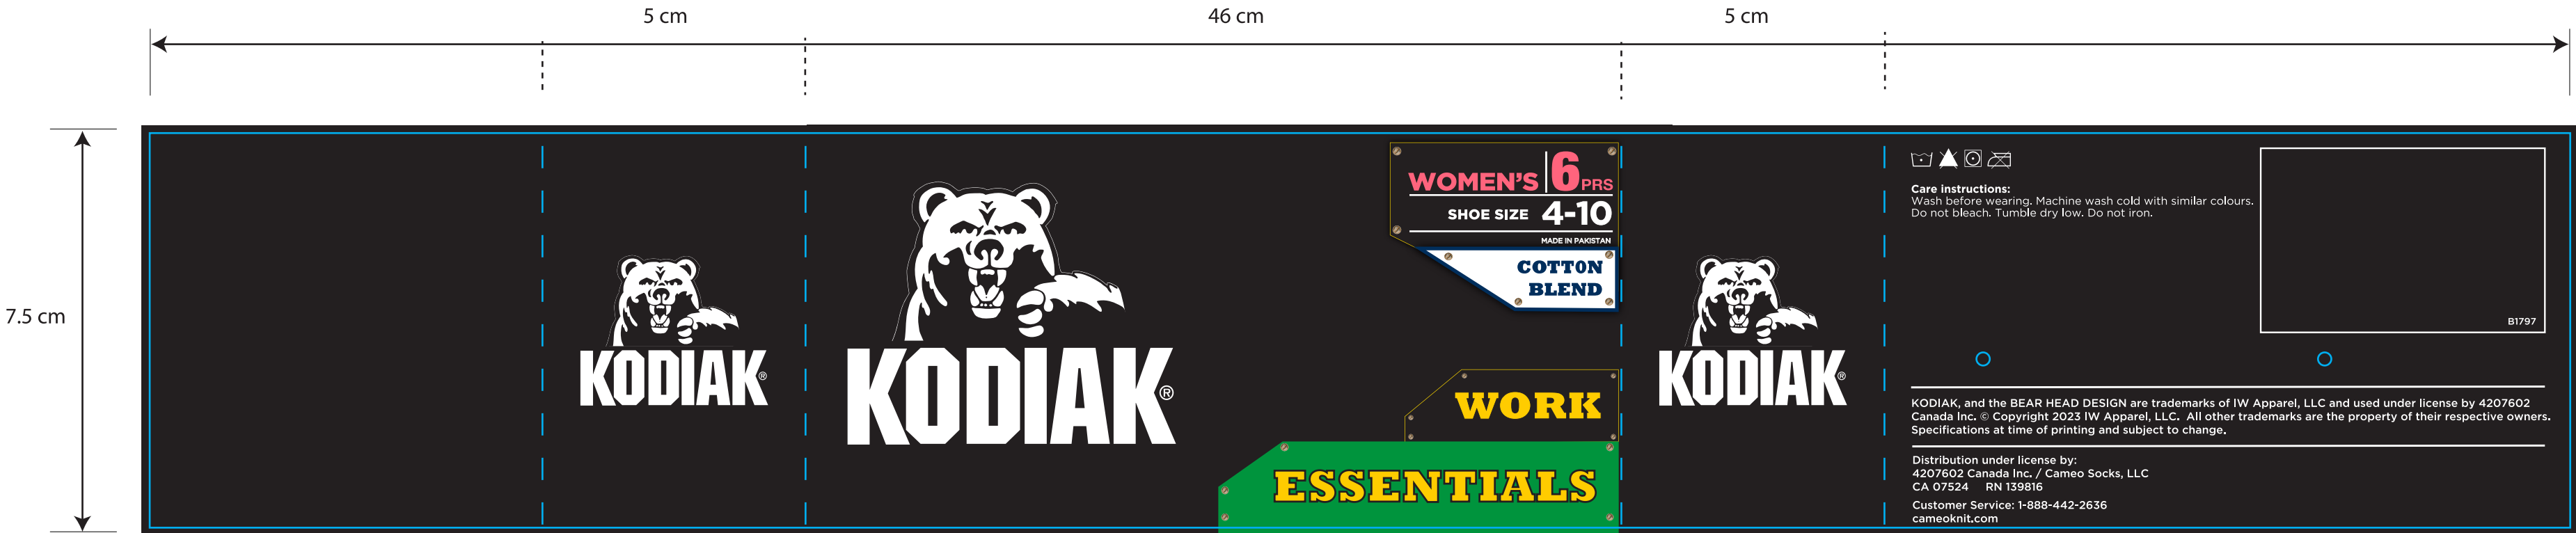 5 cm
46 cm
5 cm
7.5 cm
KODIAK®
KODIAK®
WOMEN'S 6 PRS
SHOE SIZE 4-10
MADE IN PAKISTAN
COTTON
BLEND
WORK
ESSENTIALS
KODIAK®
Care instructions:
Wash before wearing. Machine wash cold with similar colours.
Do not bleach. Tumble dry low. Do not iron.
B1797
KODIAK, and the BEAR HEAD DESIGN are trademarks of IW Apparel, LLC and used under license by 4207602
Canada Inc. © Copyright 2023 IW Apparel, LLC. All other trademarks are the property of their respective owners.
Specifications at time of printing and subject to change.
Distribution under license by:
4207602 Canada Inc. / Cameo Socks, LLC
CA 07524 RN 139816
Customer Service: 1-888-442-2636
cameoknit.com